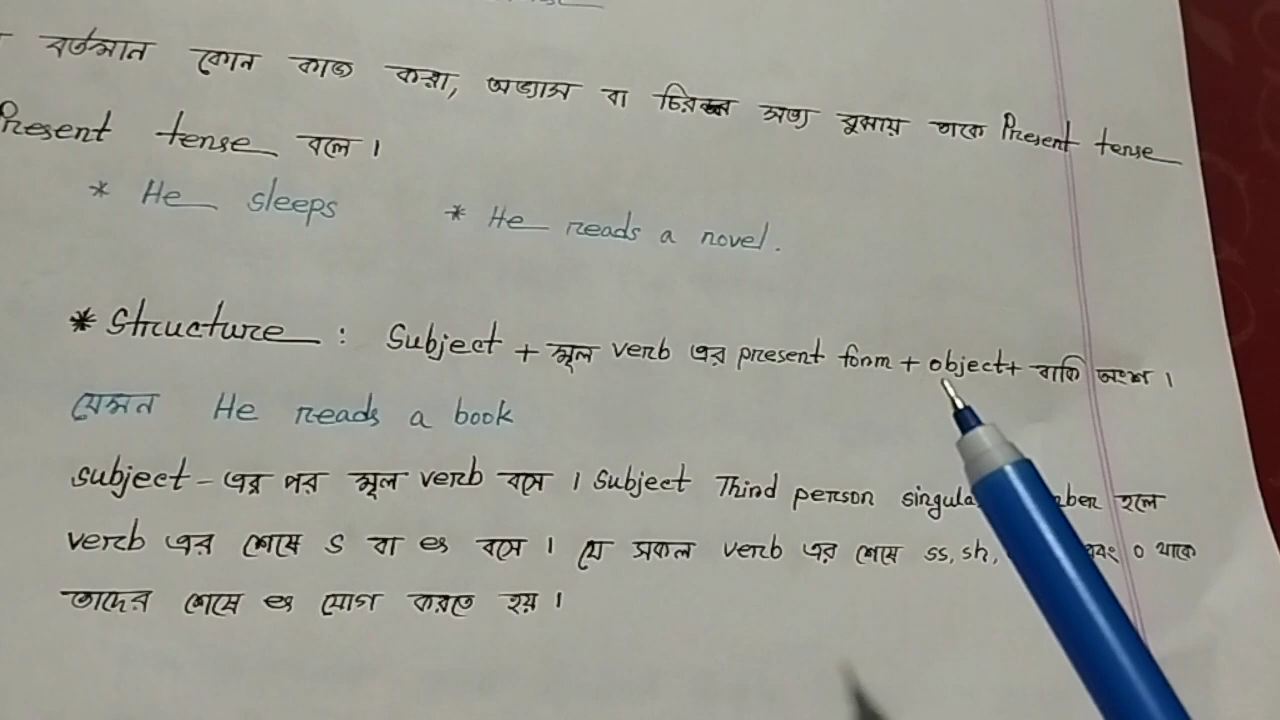 বর্তমান কোন কাজ করা, অভ্যাস বা চিরন্তন সত্য বুঝায় তাকে Present tense
Present tense বলে।
* He sleeps * He reads a novel.
* Structure : Subject + মূল verb এর present form + object + বাকি অংশ।
যেমন He reads a book
subject - এর পর মূল verb বসে। Subject Third person singular হলে
verb এর শেষে s বা es বসে। যে সকল verb এর শেষে ss, sh, এবং o থাকে
তাদের শেষে es যোগ করতে হয়।